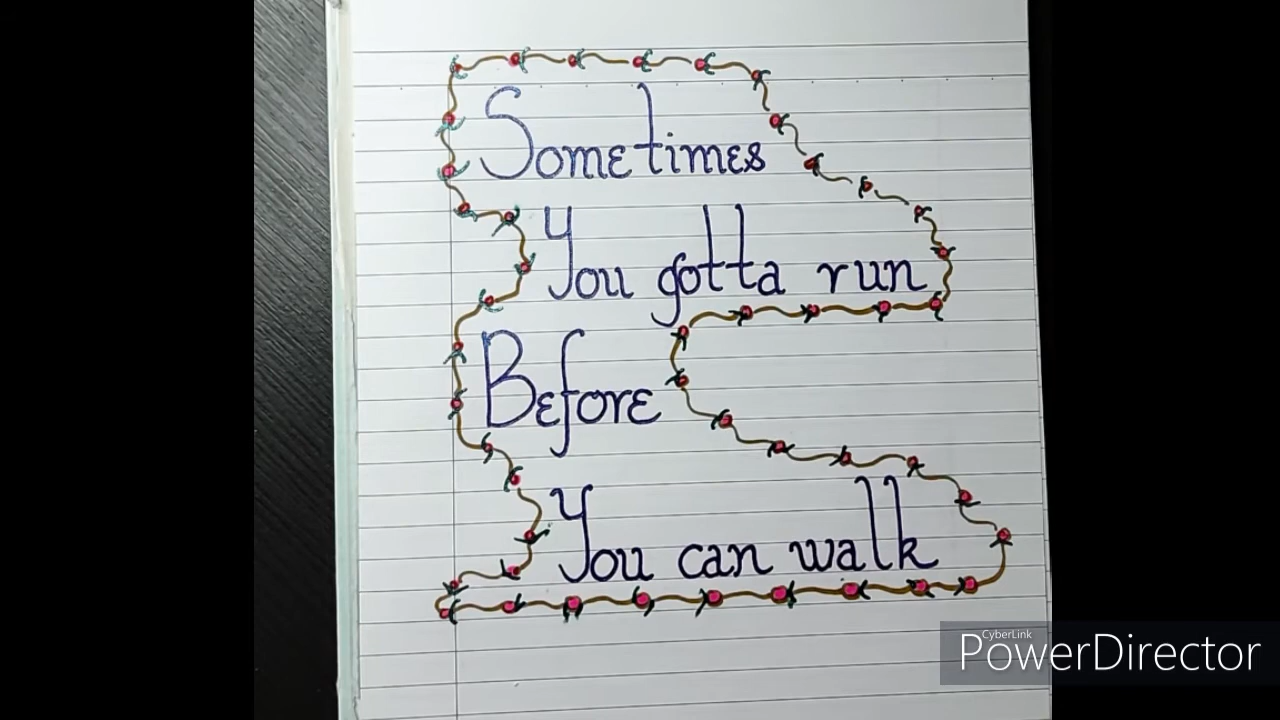 Sometimes
You gotta run
Before
You can walk
CyberLink
PowerDirector